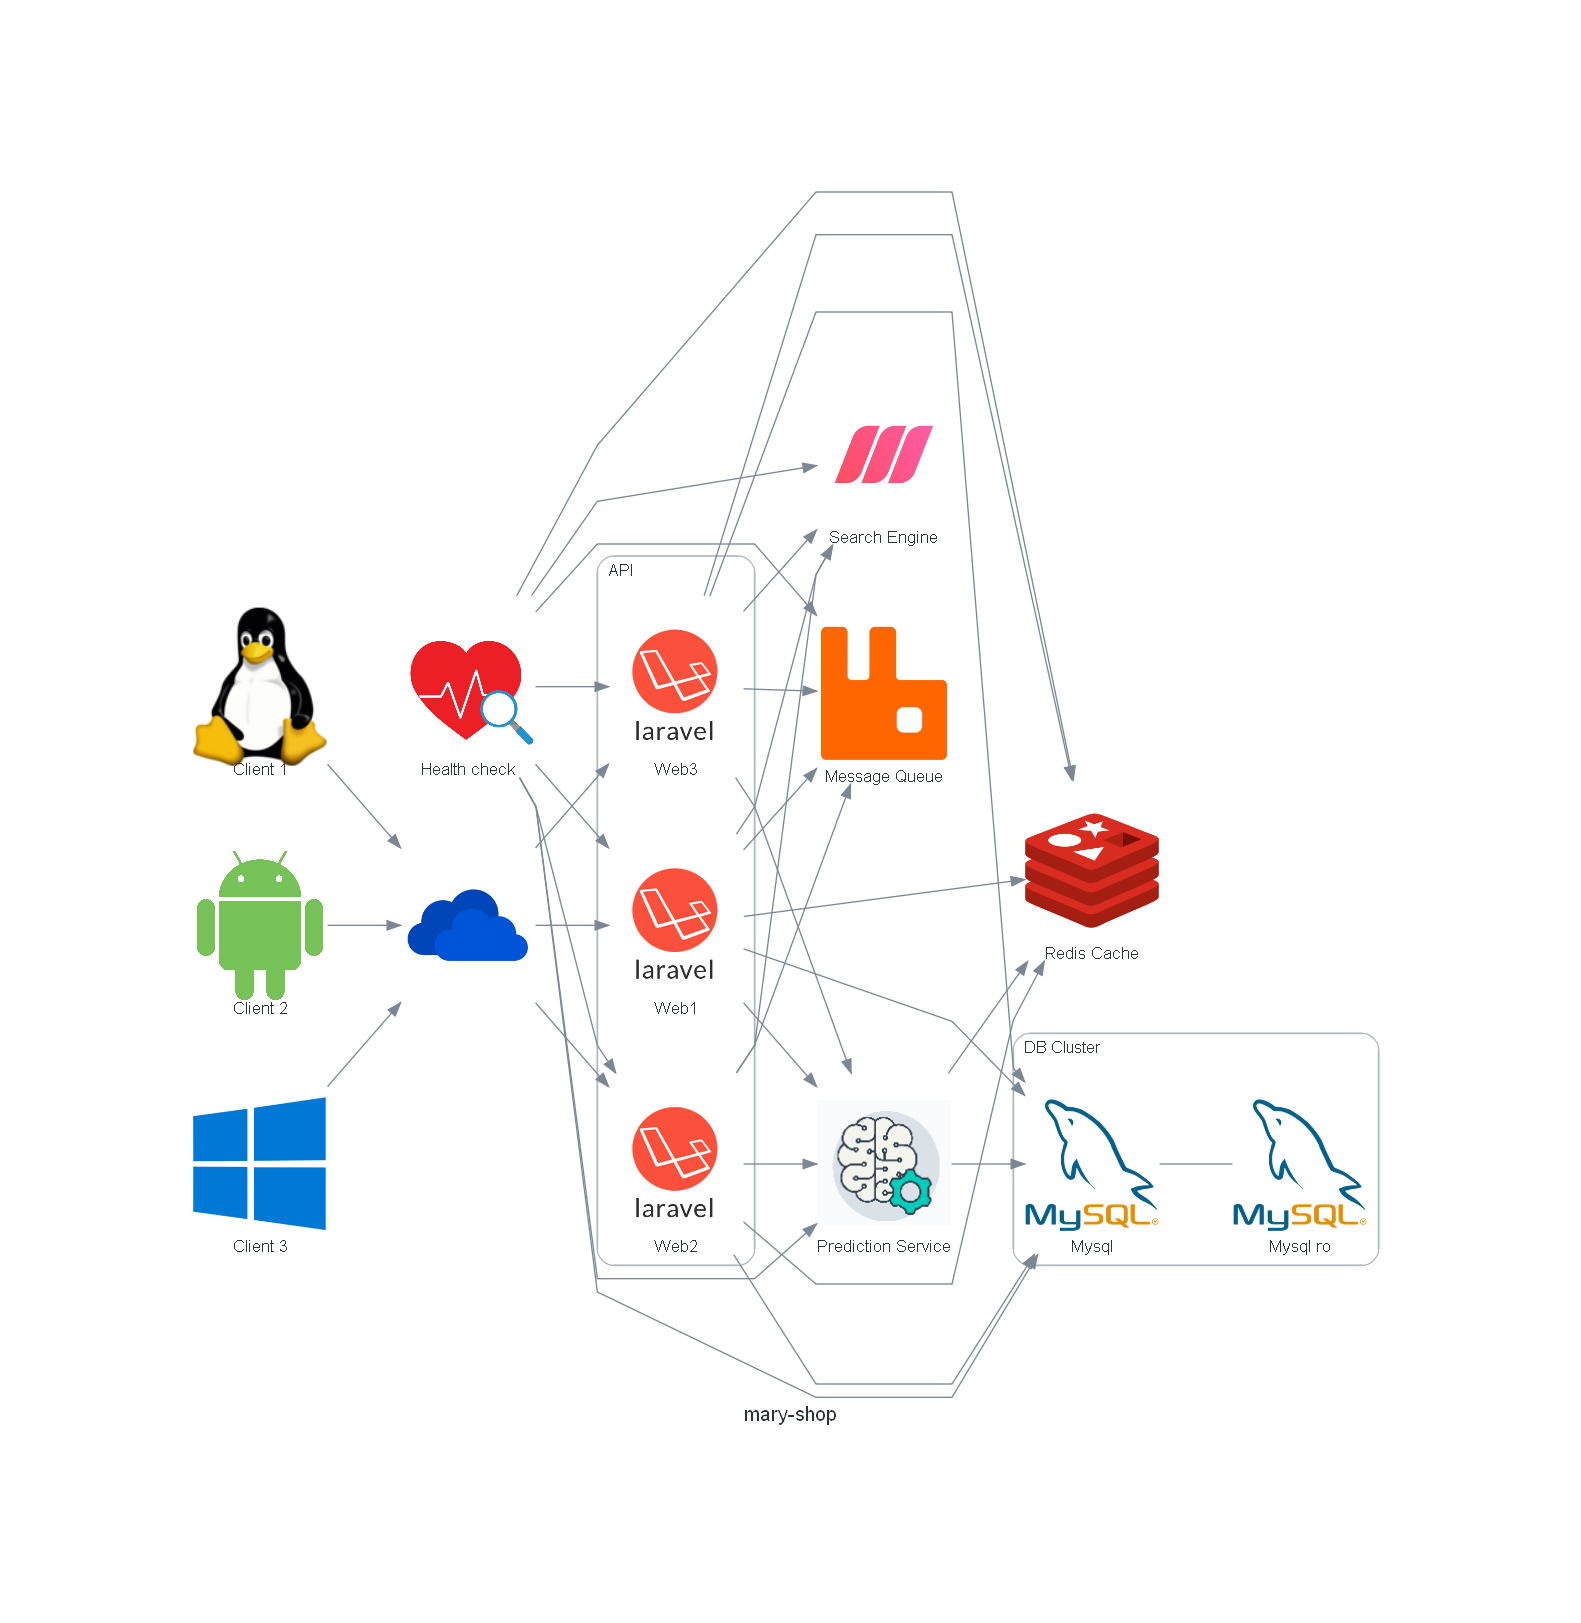 Search Engine
API
Client 1
Health check
laravel
Web3
Message Queue
Client 2
laravel
Web1
Redis Cache
DB Cluster
Client 3
laravel
Web2
Prediction Service
MySQL®
Mysql
MySQL®
Mysql ro
mary-shop